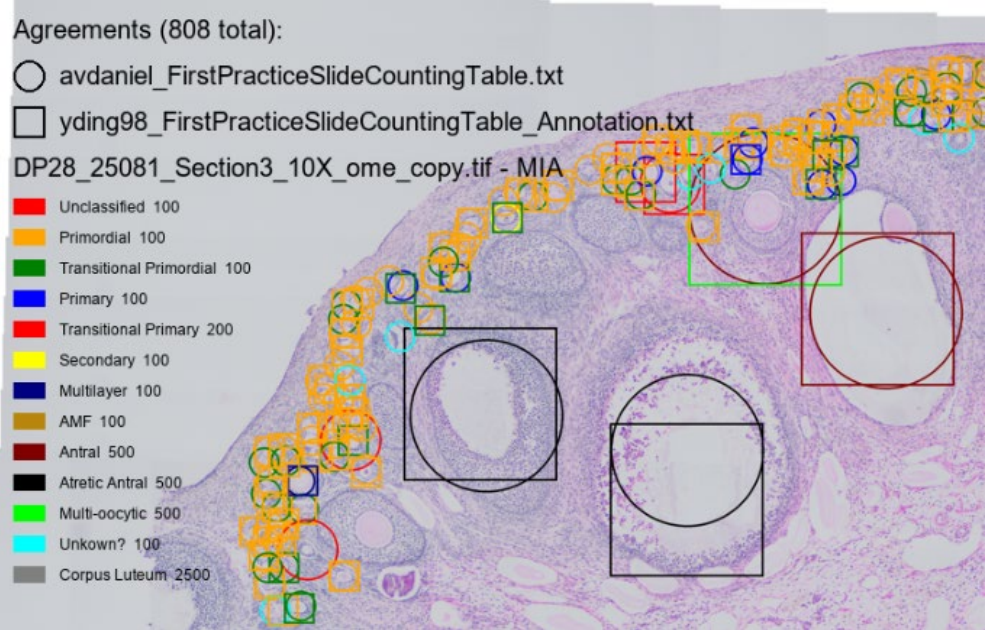 Agreements (808 total):
avdaniel_FirstPracticeSlideCountingTable.txt
yding98_FirstPracticeSlideCountingTable_Annotation.txt
DP28_25081_Section3_10X_ome_copy.tif - MIA
Unclassified 100
Primordial 100
Transitional Primordial 100
Primary 100
Transitional Primary 200
Secondary 100
Multilayer 100
AMF 100
Antral 500
Atretic Antral 500
Multi-oocytic 500
Unkown? 100
Corpus Luteum 2500